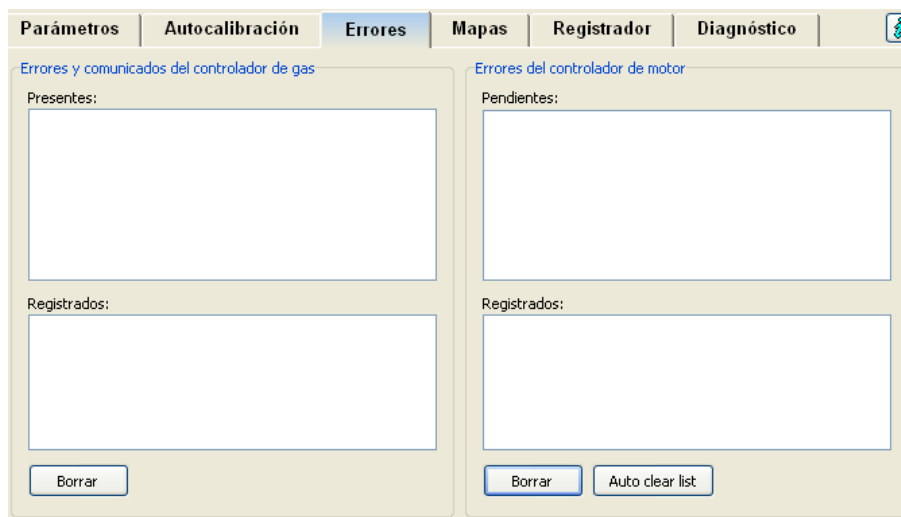 Parámetros Autocalibración Errores Mapas Registrador Diagnóstico
Errores y comunicados del controlador de gas
Presentes:
Registrados:
Borrar
Errores del controlador de motor
Pendientes:
Registrados:
Borrar Auto clear list